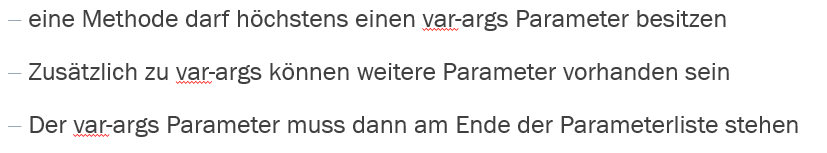 – eine Methode darf höchstens einen var-args Parameter besitzen
– Zusätzlich zu var-args können weitere Parameter vorhanden sein
– Der var-args Parameter muss dann am Ende der Parameterliste stehen